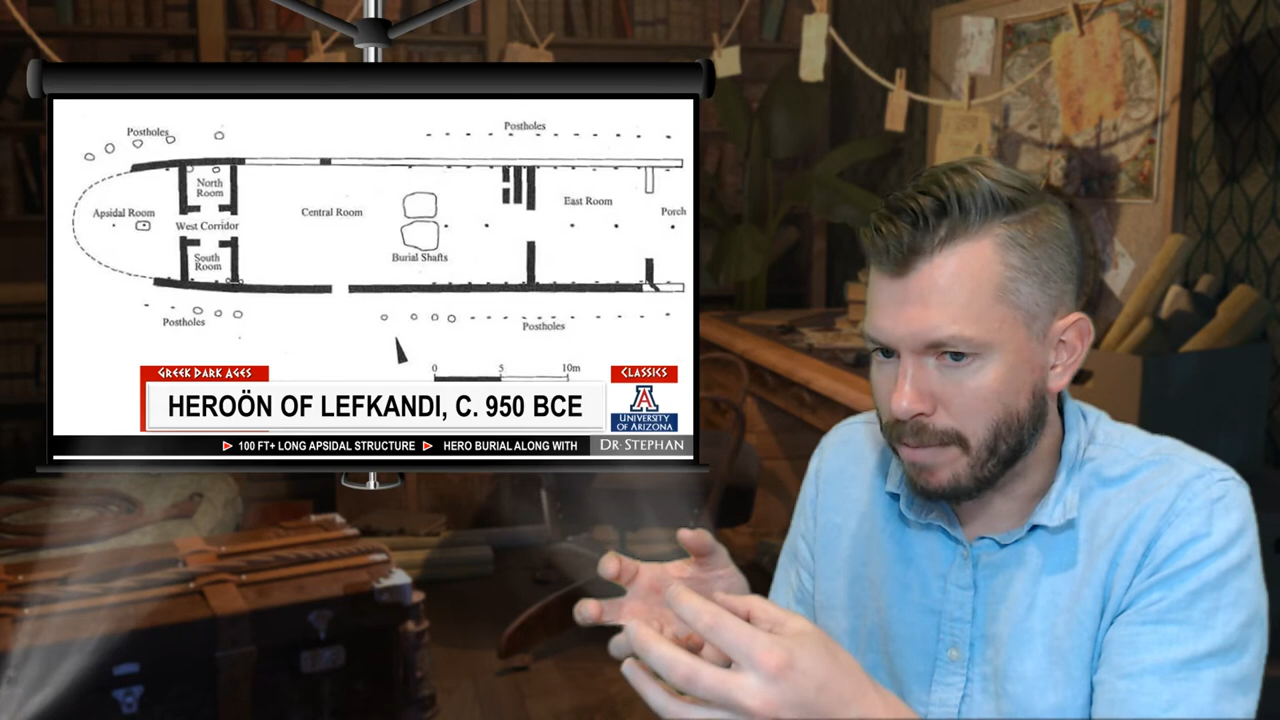 Postholes
Postholes
North
Room
East Room
Apsidal Room
Central Room
Porch
West Corridor
South
Room
Burial Shafts
Postholes
Postholes
0
5
10m
GREEK DARK AGES
CLASSICS
HEROÖN OF LEFKANDI, C. 950 BCE
A
UNIVERSITY
OF ARIZONA
100 FT+ LONG APSIDAL STRUCTURE
HERO BURIAL ALONG WITH
DR·STEPHAN